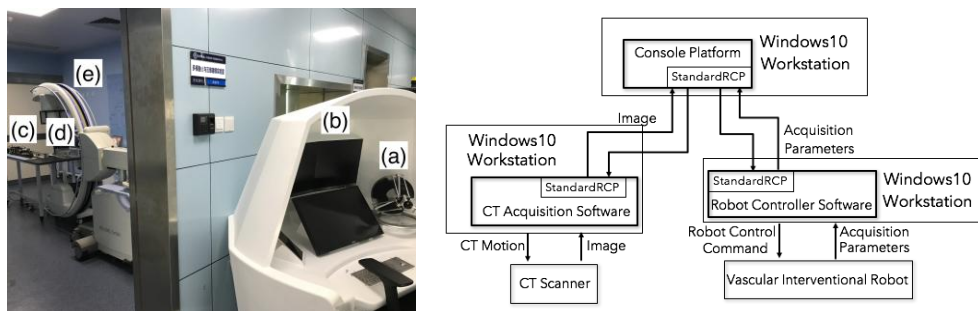 (e)
(c) (d)
(b)
(a)
Console Platform
StandardRCP
Windows10
Workstation
Image
Acquisition
Parameters
Windows10
Workstation
StandardRCP
CT Acquisition Software
StandardRCP
Robot Controller Software
Windows10
Workstation
CT Motion
Image
Robot Control
Command
Acquisition
Parameters
CT Scanner
Vascular Interventional Robot